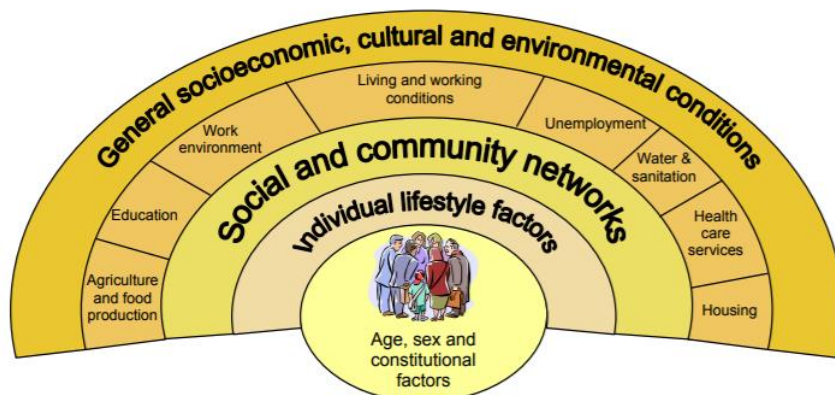 General socioeconomic, cultural and environmental conditions
Living and working
conditions
Work
environment
Unemployment
Water &
sanitation
Education
Health
care
services
Agriculture
and food
production
Housing
Social and community networks
Individual lifestyle factors
Age, sex and
constitutional
factors